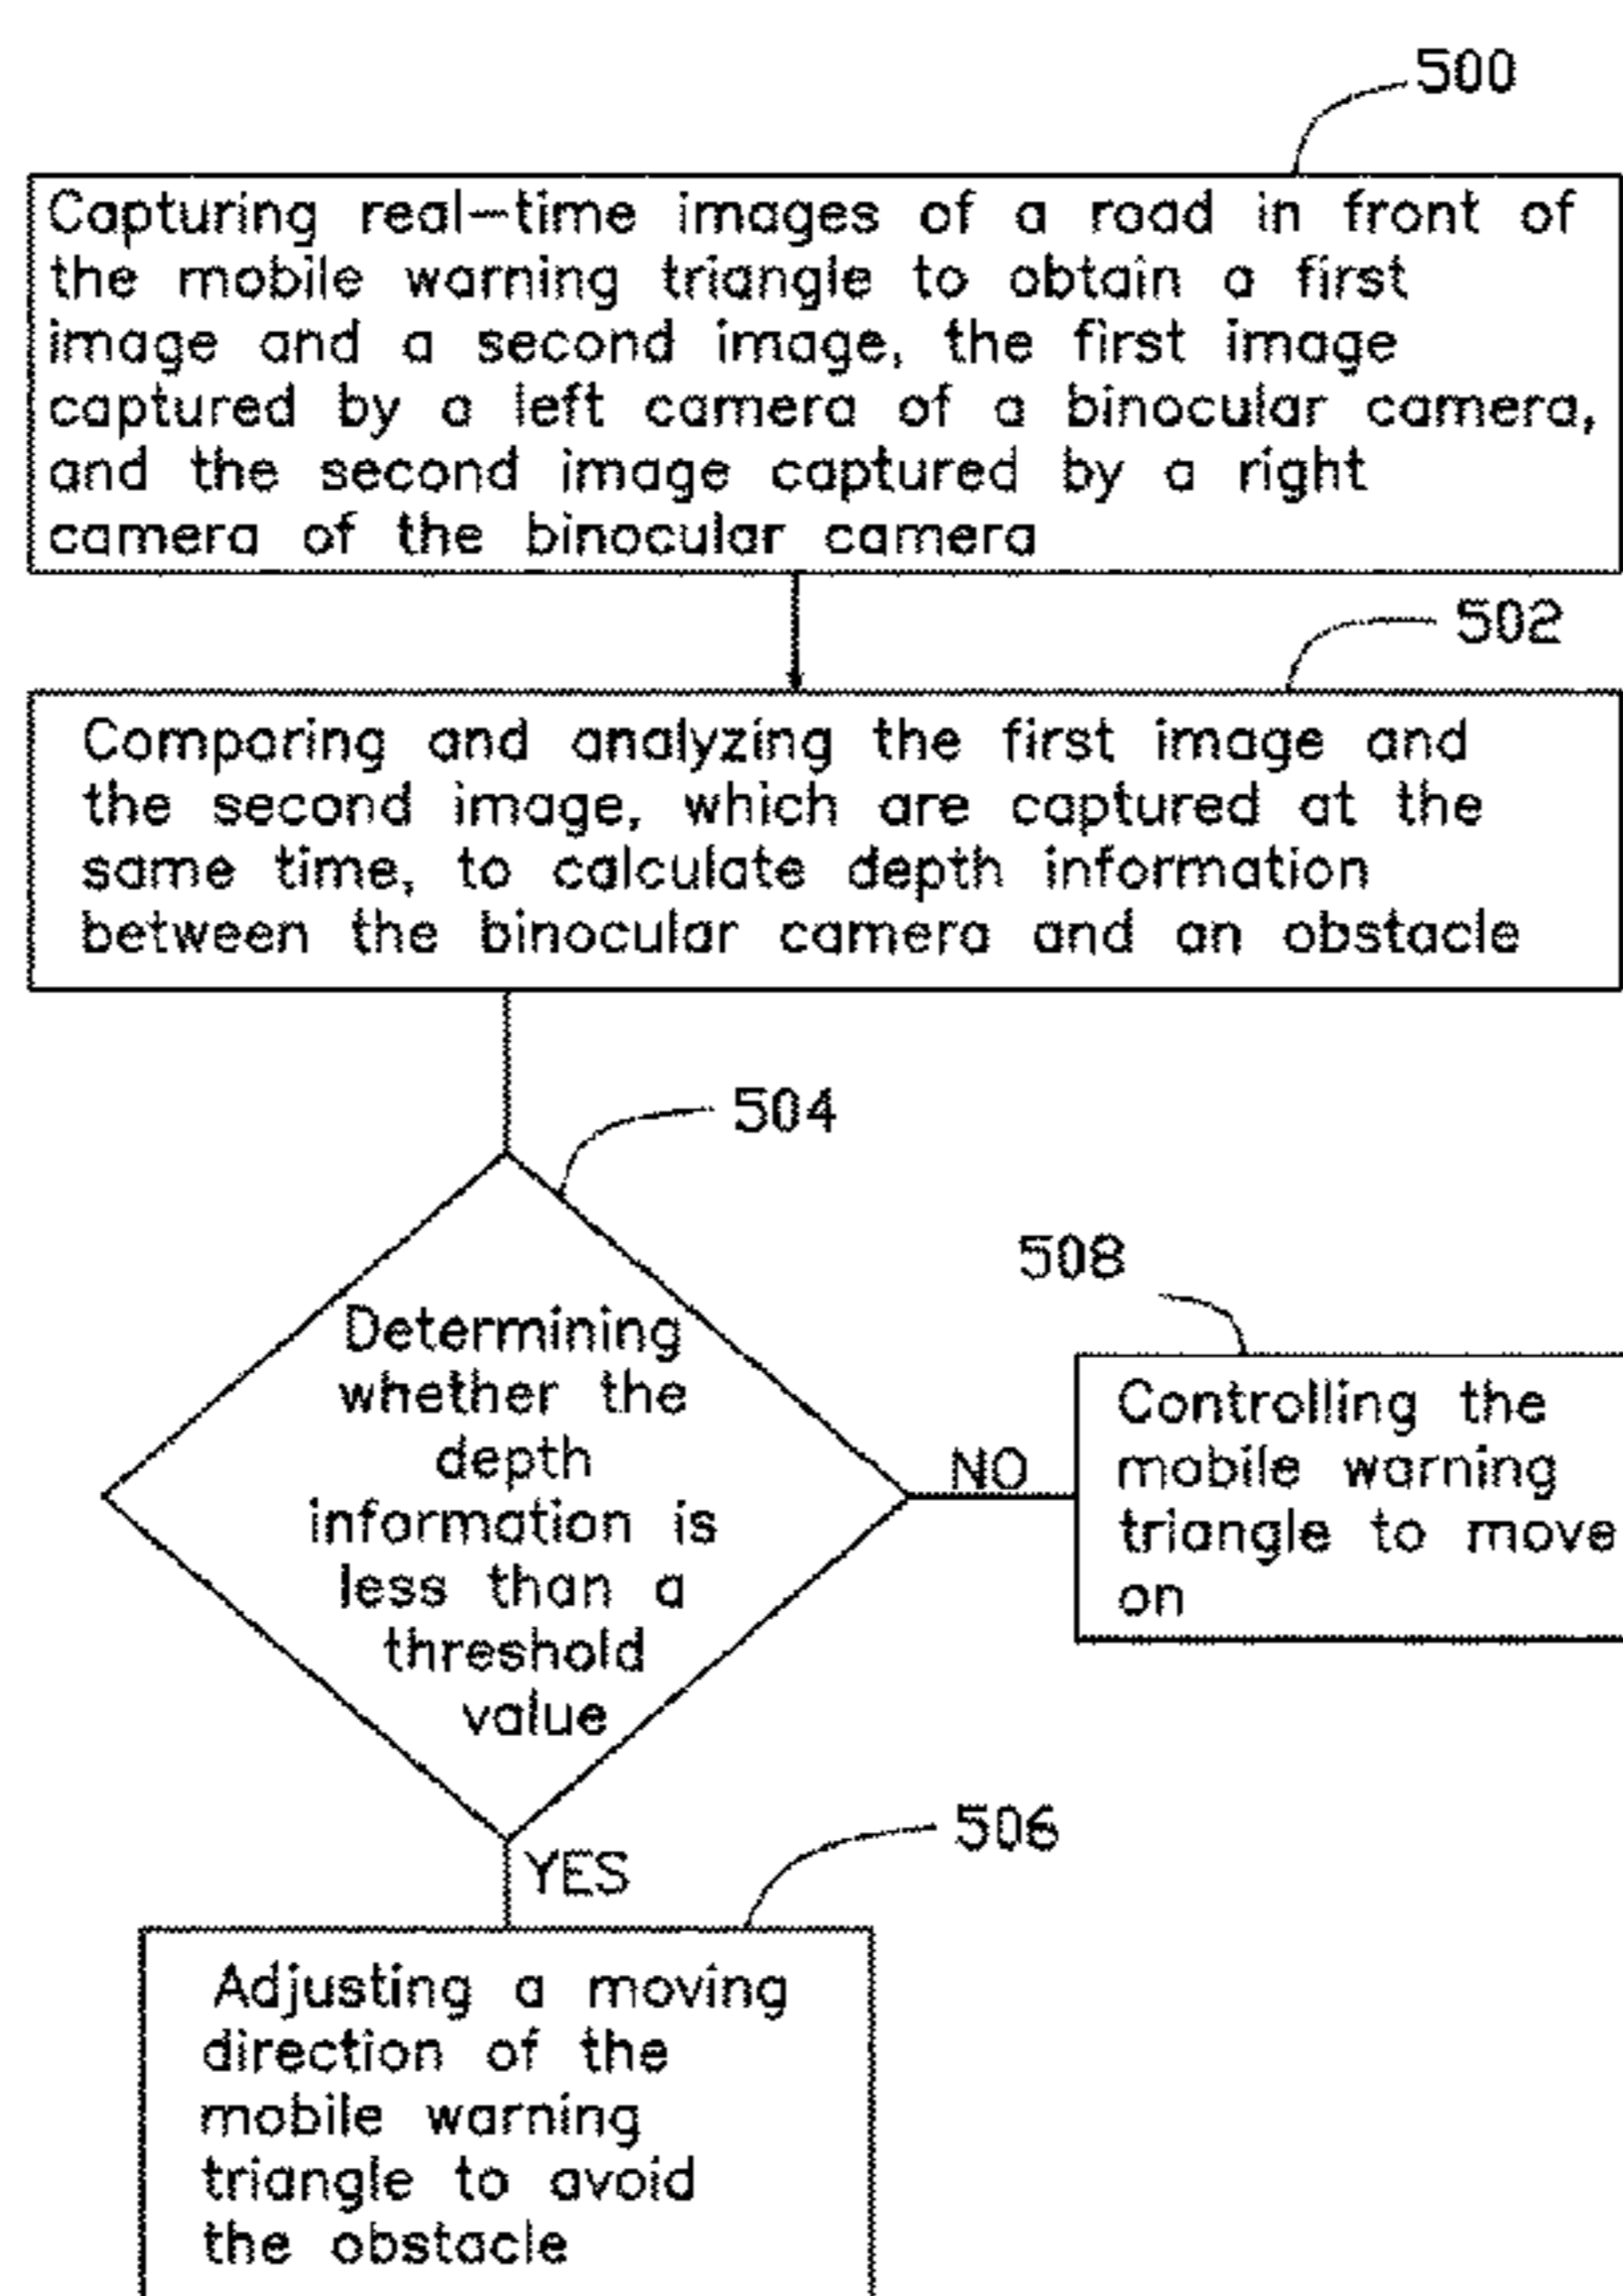 500
Capturing real-time images of a road in front of
the mobile warning triangle to obtain a first
image and a second image, the first image
captured by a left camera of a binocular camera,
and the second image captured by a right
camera of the binocular camera
502
Comparing and analyzing the first image and
the second image, which are captured at the
same time, to calculate depth information
between the binocular camera and an obstacle
504
Determining
whether the
depth
information is
less than a
threshold
value
NO
508
Controlling the
mobile warning
triangle to move
on
YES
506
Adjusting a moving
direction of the
mobile warning
triangle to avoid
the obstacle